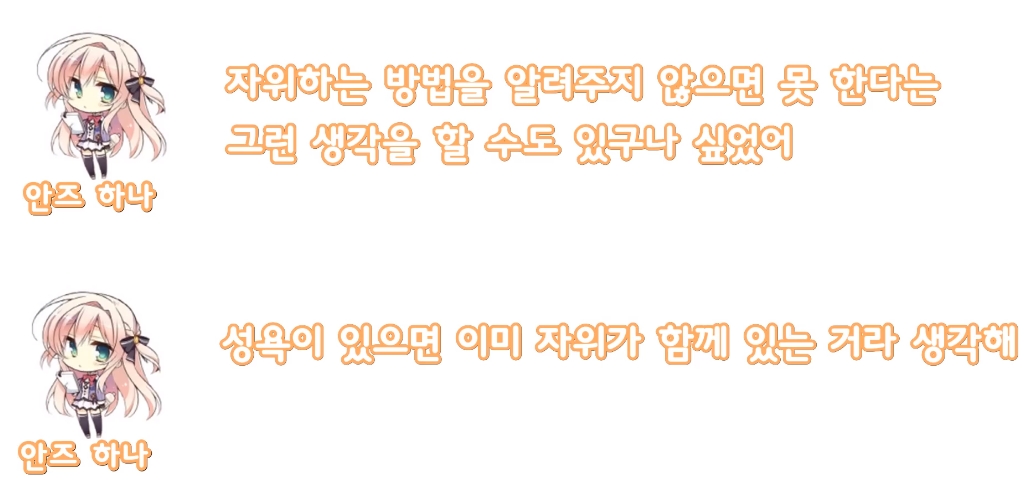 자위하는 방법을 알려주지 않으면 못 한다는
그런 생각을 할 수도 있구나 싶었어
안즈 하나
성욕이 있으면 이미 자위가 함께 있는 거라 생각해
안즈 하나